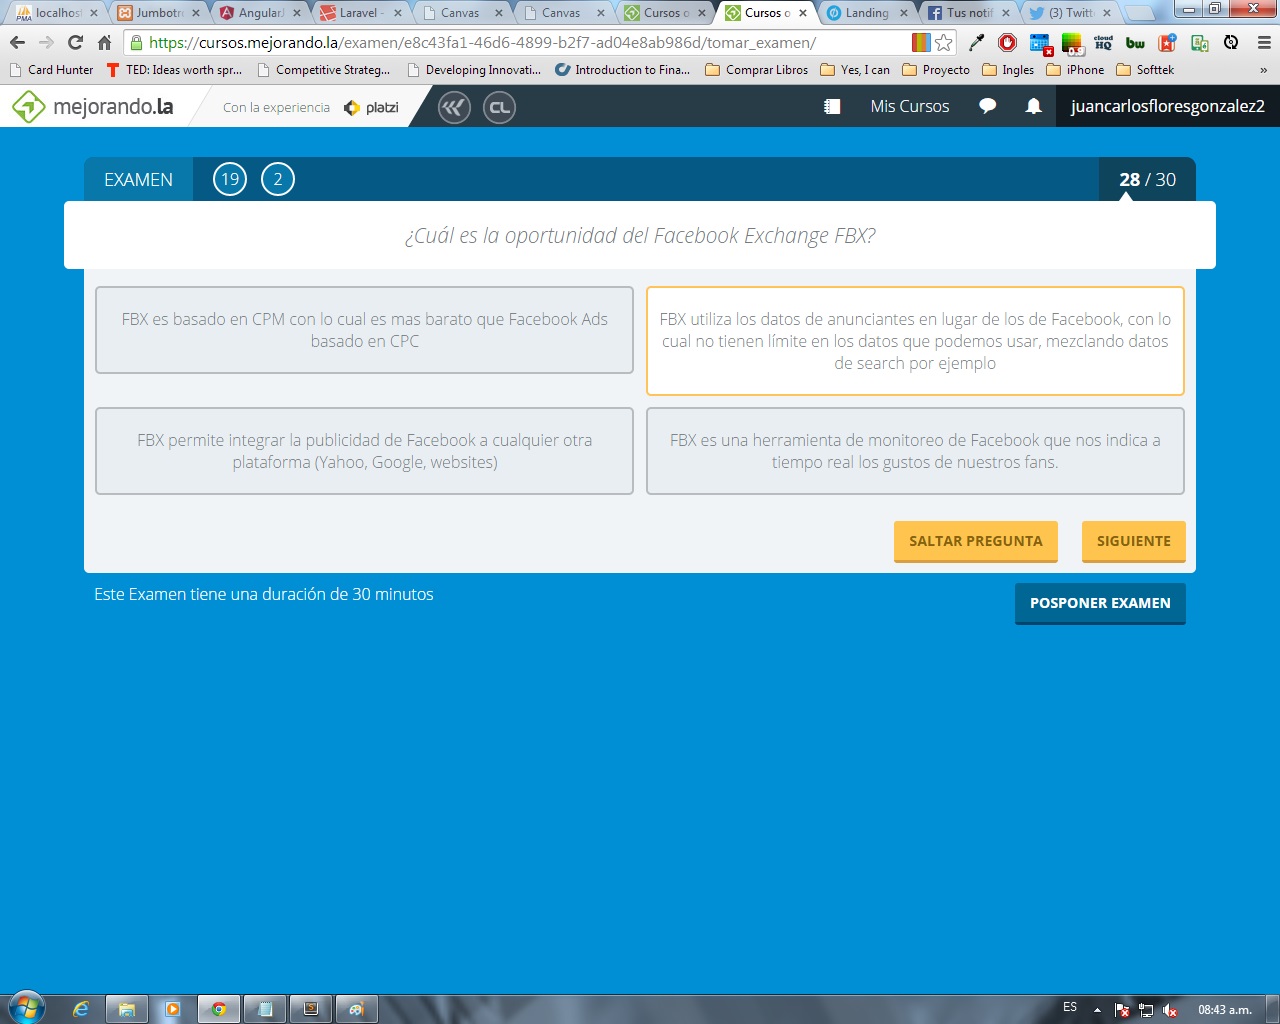 localhost
Jumbotro
AngularJ
Laravel -
Canvas
Canvas
Cursos o
Cursos o
Landing
Tus notif
(3) Twitt
https://cursos.mejorando.la/examen/e8c43fa1-46d6-4899-b2f7-ad04e8ab986d/tomar_examen/
cloud
HQ
bw
Card Hunter
TED: Ideas worth spr...
Competitive Strateg...
Developing Innovati...
Introduction to Fina...
Comprar Libros
Yes, I can
Proyecto
Ingles
iPhone
Softtek
»
mejorando.la
Con la experiencia
platzi
CL
Mis Cursos
juancarlosfloresgonzalez2
EXAMEN
19
2
28 / 30
¿Cuál es la oportunidad del Facebook Exchange FBX?
FBX es basado en CPM con lo cual es mas barato que Facebook Ads
basado en CPC
FBX utiliza los datos de anunciantes en lugar de los de Facebook, con lo
cual no tienen límite en los datos que podemos usar, mezclando datos
de search por ejemplo
FBX permite integrar la publicidad de Facebook a cualquier otra
plataforma (Yahoo, Google, websites)
FBX es una herramienta de monitoreo de Facebook que nos indica a
tiempo real los gustos de nuestros fans.
SALTAR PREGUNTA
SIGUIENTE
Este Examen tiene una duración de 30 minutos
POSPONER EXAMEN
ES
08:43 a.m.